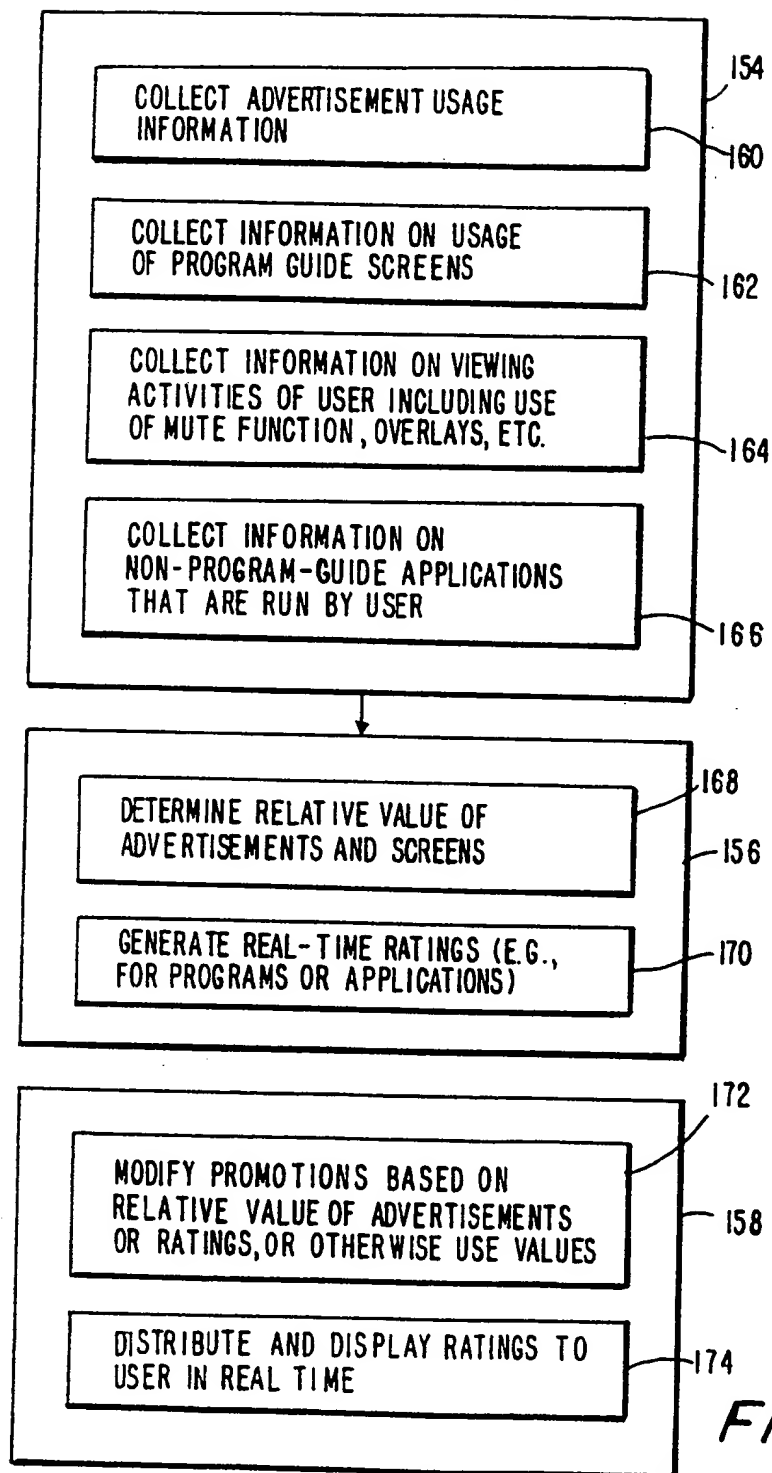 154
COLLECT ADVERTISEMENT USAGE
INFORMATION
160
COLLECT INFORMATION ON USAGE
OF PROGRAM GUIDE SCREENS
162
COLLECT INFORMATION ON VIEWING
ACTIVITIES OF USER INCLUDING USE
OF MUTE FUNCTION, OVERLAYS, ETC.
164
COLLECT INFORMATION ON
NON-PROGRAM-GUIDE APPLICATIONS
THAT ARE RUN BY USER
166
168
DETERMINE RELATIVE VALUE OF
ADVERTISEMENTS AND SCREENS
156
GENERATE REAL-TIME RATINGS (E.G.,
FOR PROGRAMS OR APPLICATIONS)
170
172
MODIFY PROMOTIONS BASED ON
RELATIVE VALUE OF ADVERTISEMENTS
OR RATINGS, OR OTHERWISE USE VALUES
158
DISTRIBUTE AND DISPLAY RATINGS TO
USER IN REAL TIME
174